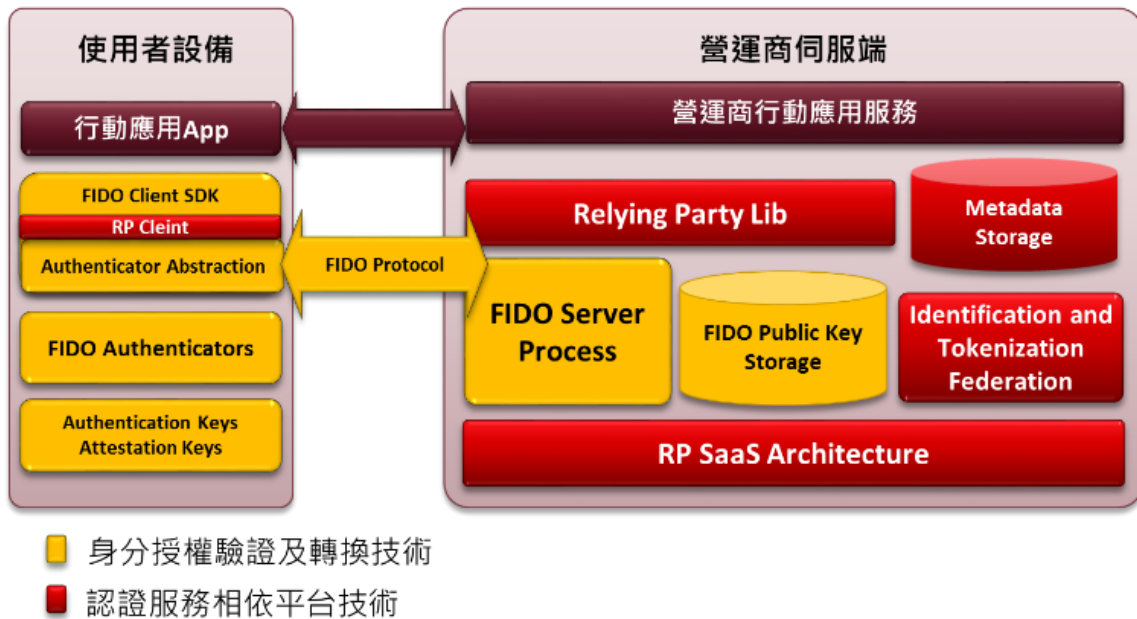 使用者設備
行動應用App
FIDO Client SDK
RP Cleint
Authenticator Abstraction
FIDO Authenticators
Authentication Keys
Attestation Keys
FIDO Protocol
營運商伺服端
營運商行動應用服務
Relying Party Lib
Metadata
Storage
FIDO Server
Process
FIDO Public Key
Storage
Identification and
Tokenization
Federation
RP SaaS Architecture
身分授權驗證及轉換技術
認證服務相依平台技術